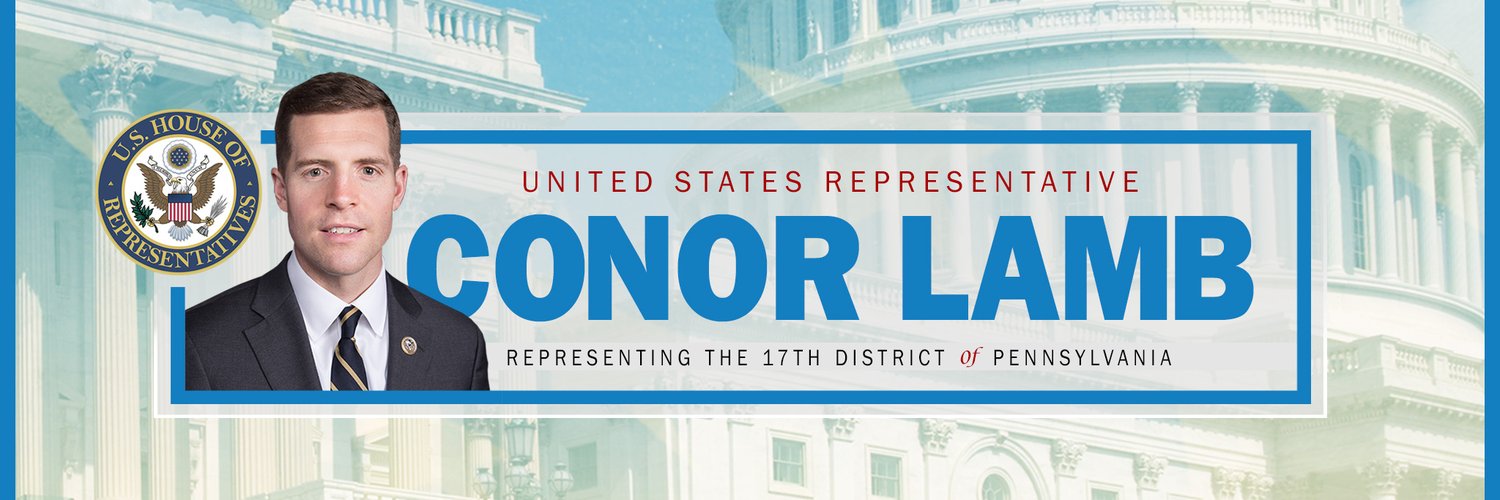 U.S. HOUSE OF
REPRESENTATIVES
UNITED STATES REPRESENTATIVE
CONOR LAMB
REPRESENTING THE 17TH DISTRICT of PENNSYLVANIA